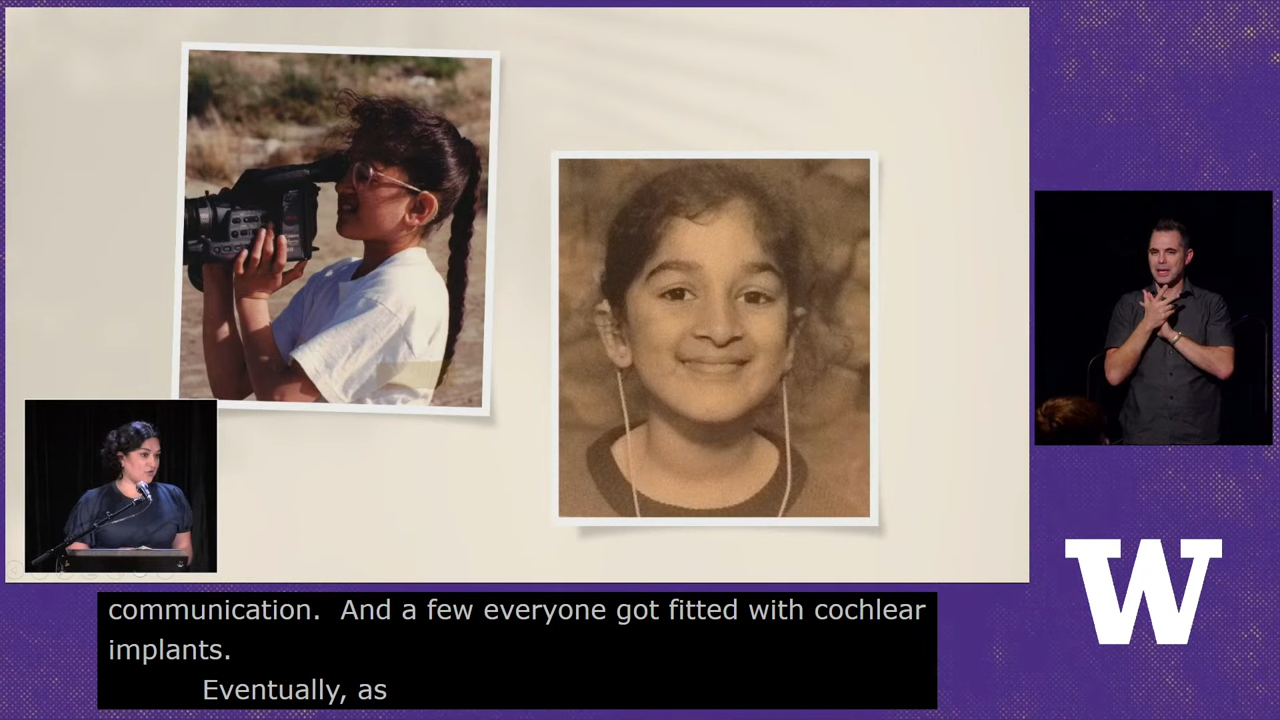 communication.  And a few everyone got fitted with cochlear
implants.
Eventually, as
W